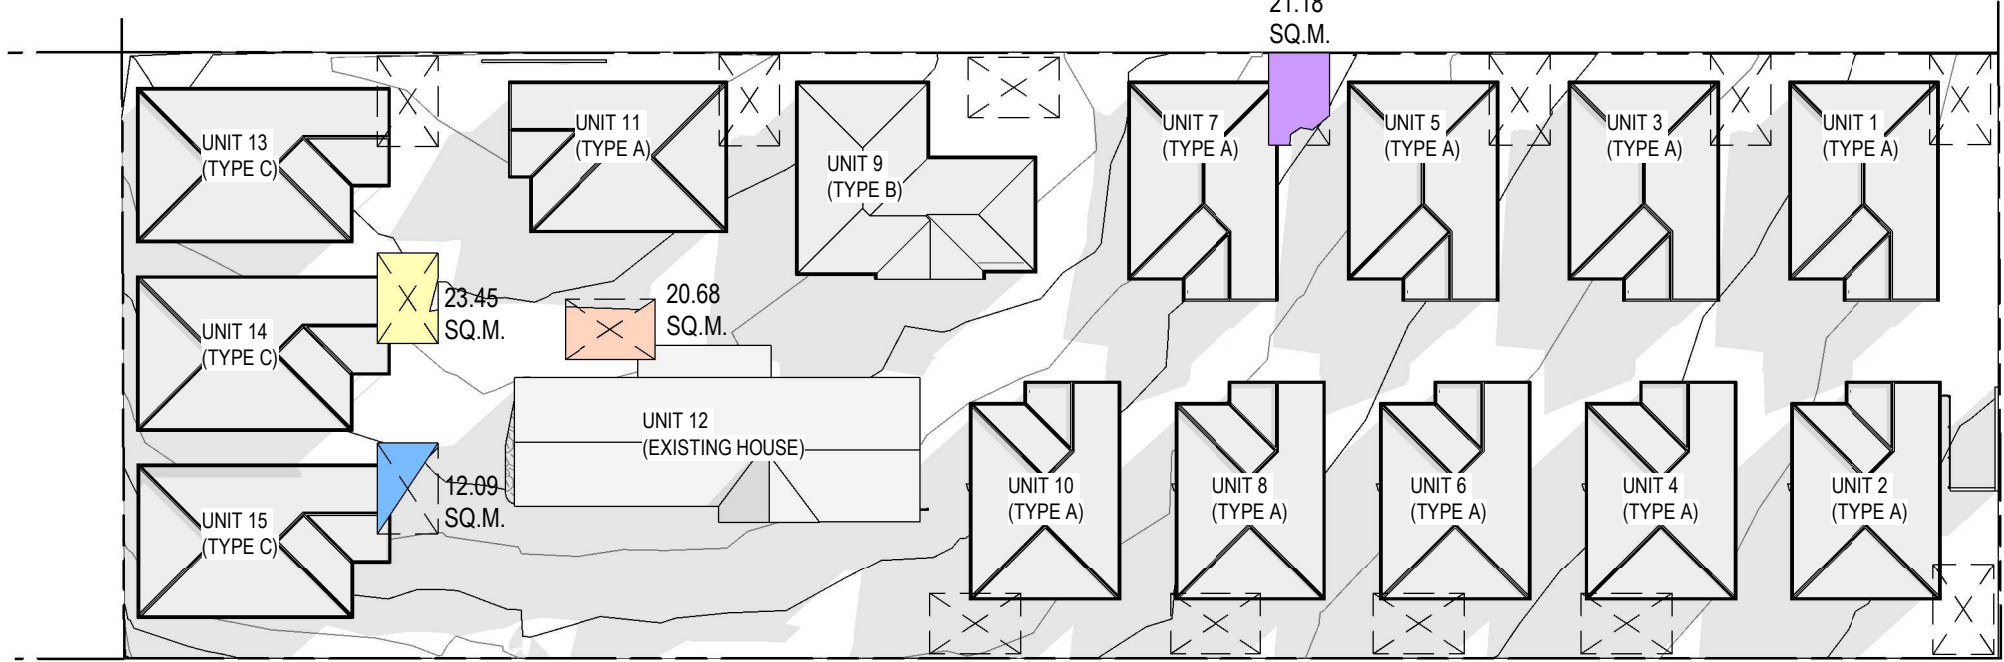 21.18
SQ.M.
UNIT 13
(TYPE C)
UNIT 11
(TYPE A)
UNIT 9
(TYPE B)
UNIT 7
(TYPE A)
UNIT 5
(TYPE A)
UNIT 3
(TYPE A)
UNIT 1
(TYPE A)
23.45
SQ.M.
20.68
SQ.M.
UNIT 14
(TYPE C)
UNIT 12
(EXISTING HOUSE)
12.09
SQ.M.
UNIT 15
(TYPE C)
UNIT 10
(TYPE A)
UNIT 8
(TYPE A)
UNIT 6
(TYPE A)
UNIT 4
(TYPE A)
UNIT 2
(TYPE A)